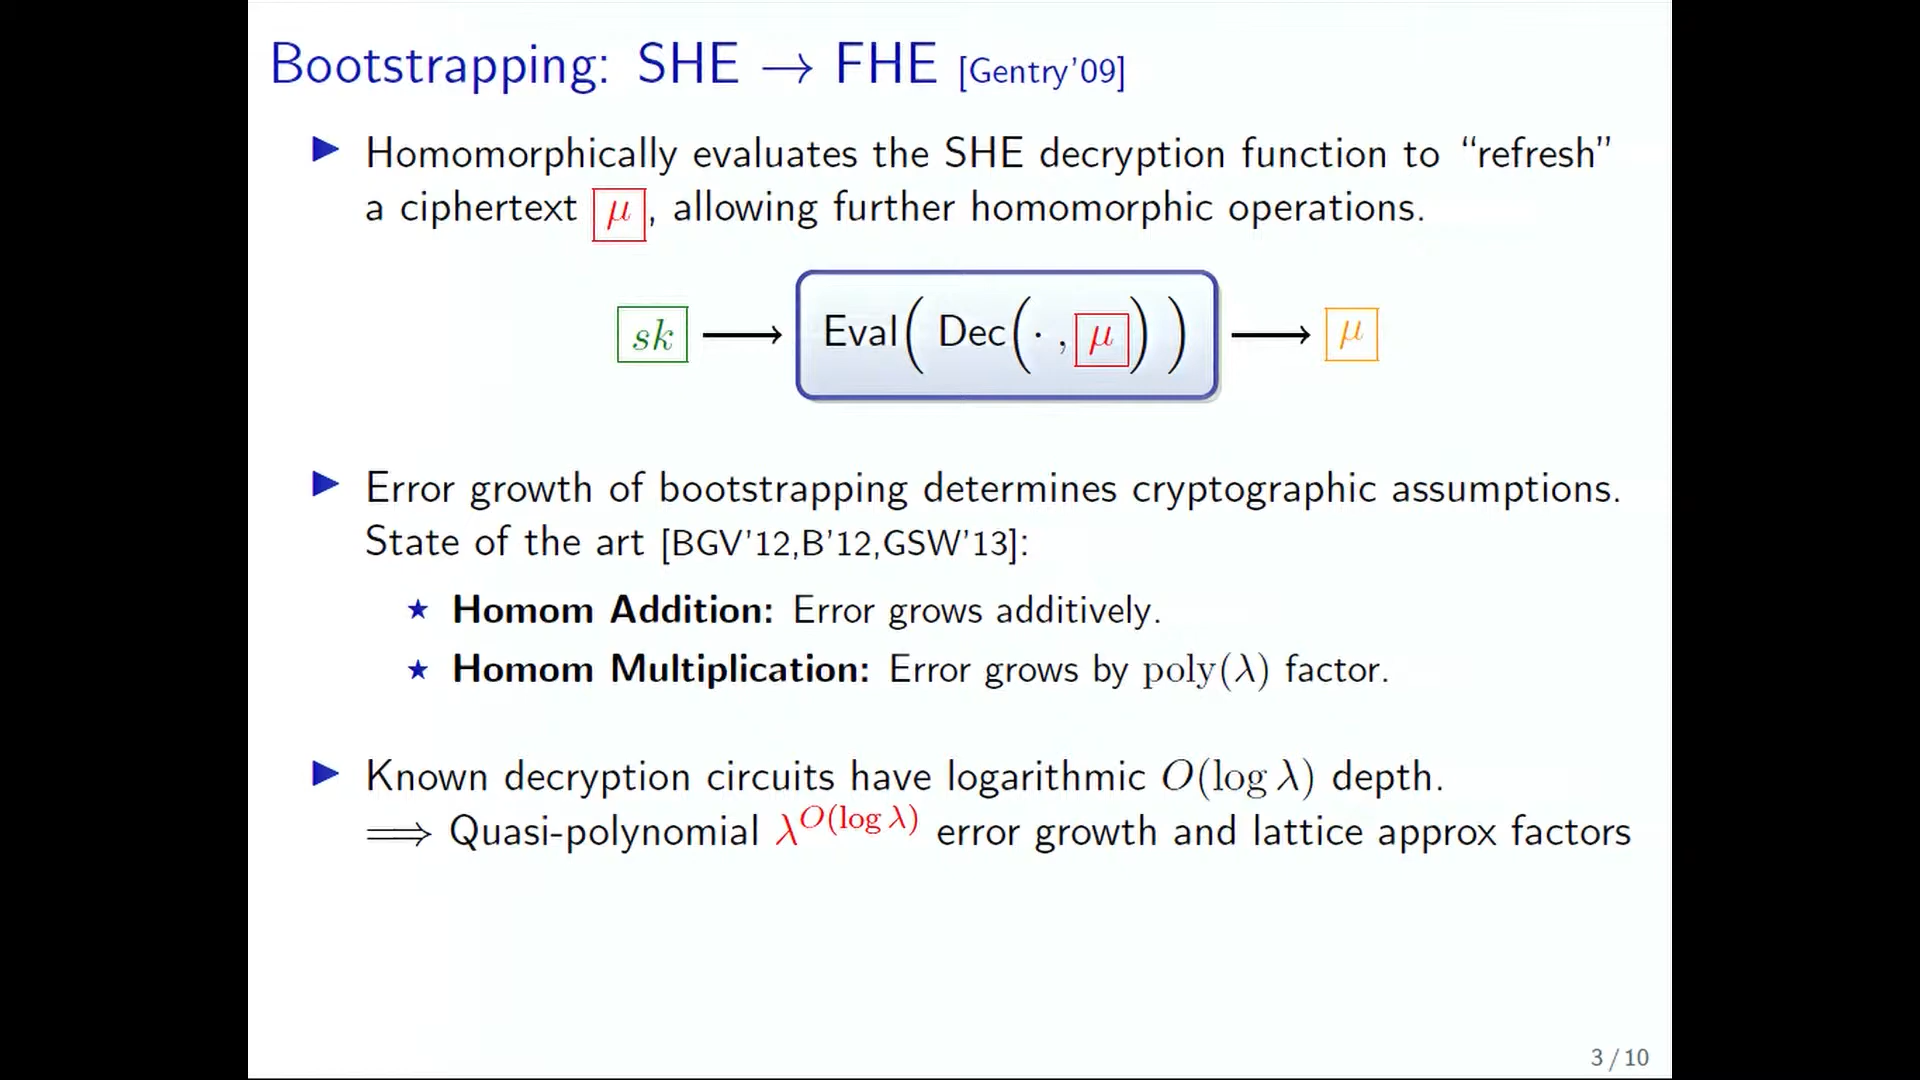 Bootstrapping: SHE → FHE [Gentry'09]
▶ Homomorphically evaluates the SHE decryption function to “refresh”
a ciphertext μ, allowing further homomorphic operations.
sk → Eval( Dec( · , μ ) ) → μ
▶ Error growth of bootstrapping determines cryptographic assumptions.
State of the art [BGV'12,B'12,GSW'13]:
★ Homom Addition: Error grows additively.
★ Homom Multiplication: Error grows by poly(λ) factor.
▶ Known decryption circuits have logarithmic O(log λ) depth.
⟹ Quasi-polynomial λ^{O(log λ)} error growth and lattice approx factors
3 / 10